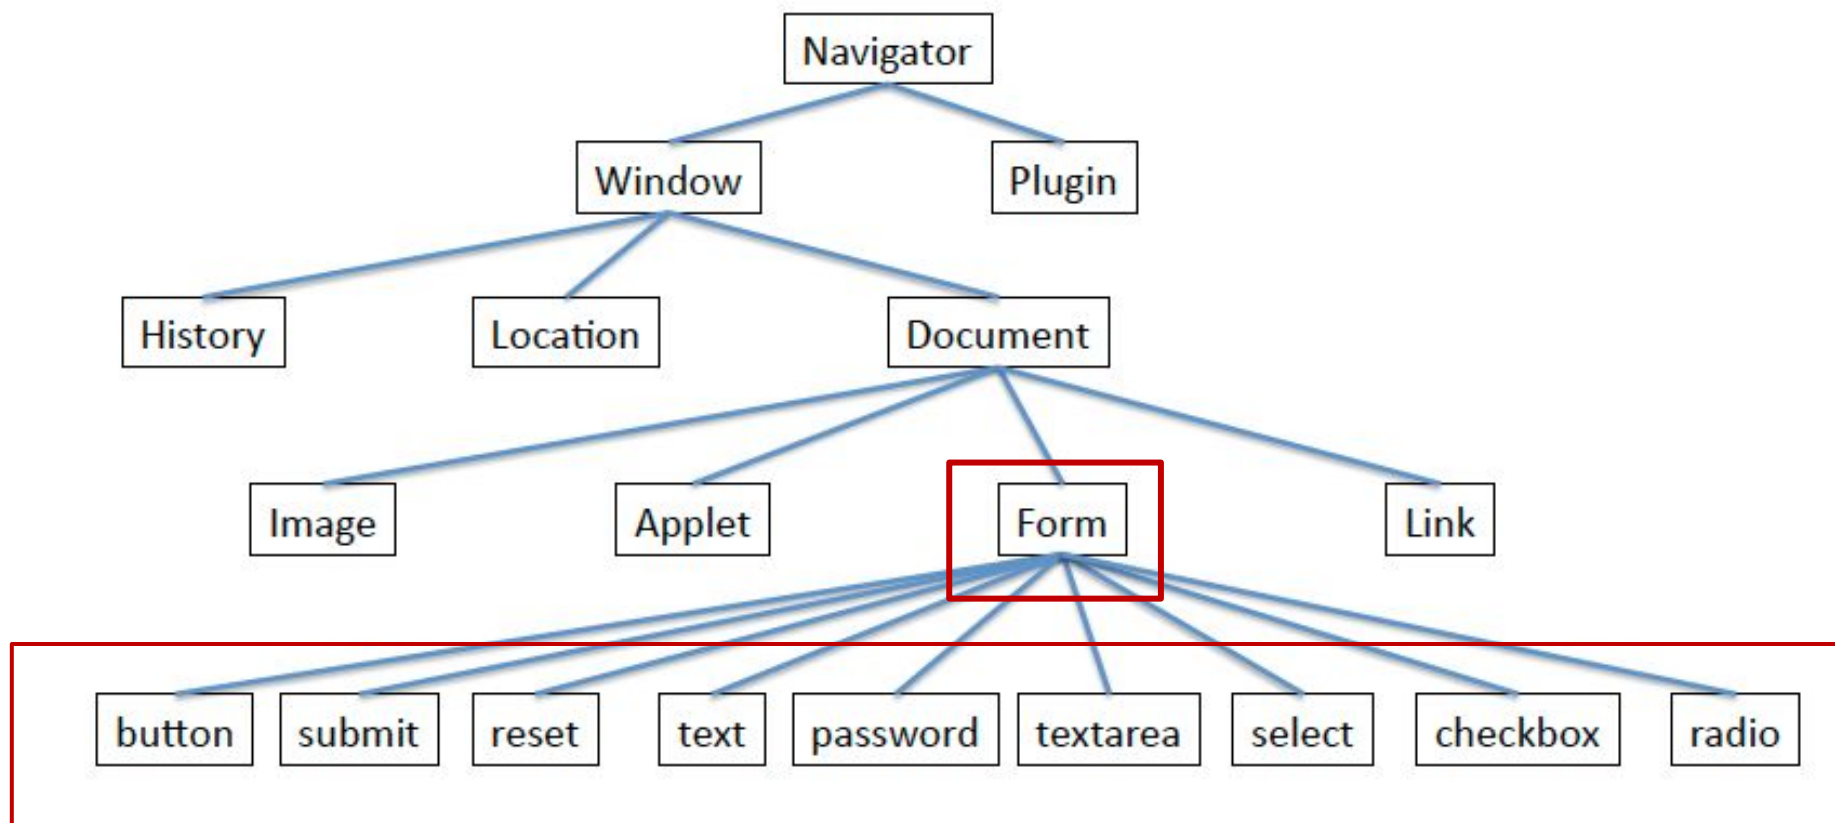 Navigator
Window Plugin
History Location Document
Image Applet Form Link
button submit reset text password textarea select checkbox radio